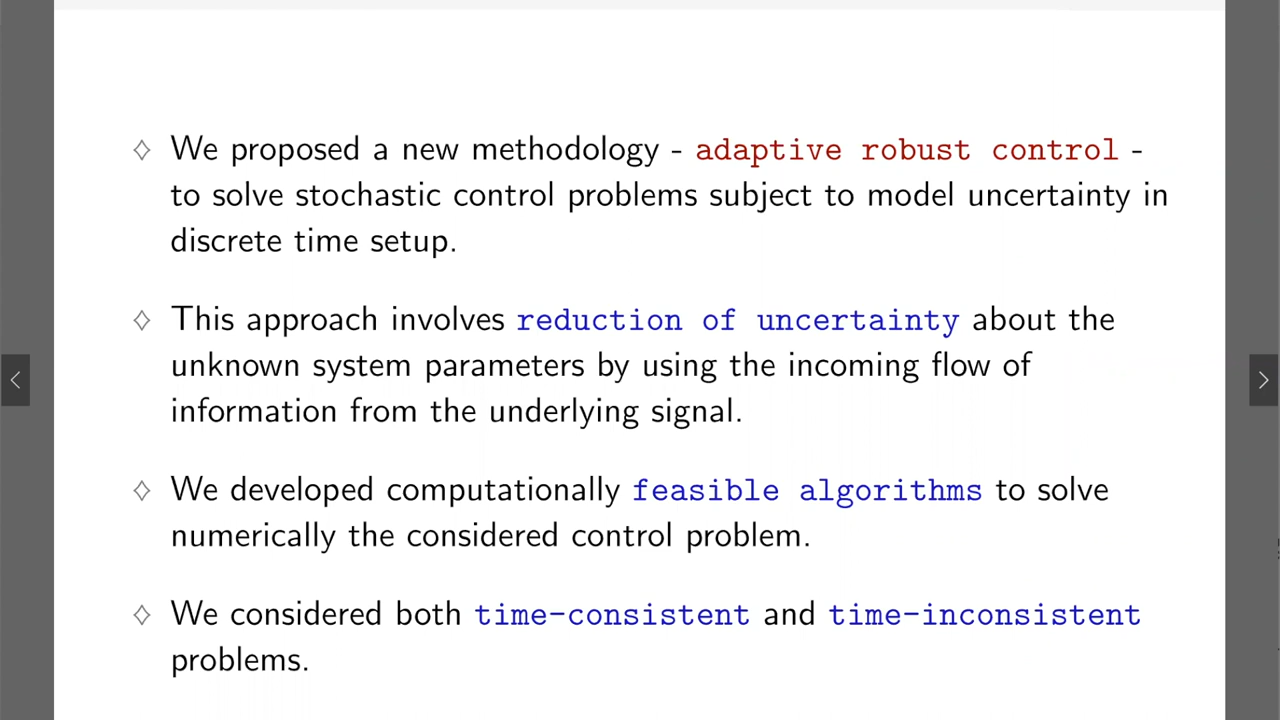 ♢ We proposed a new methodology - adaptive robust control -
to solve stochastic control problems subject to model uncertainty in
discrete time setup.
♢ This approach involves reduction of uncertainty about the
unknown system parameters by using the incoming flow of
information from the underlying signal.
♢ We developed computationally feasible algorithms to solve
numerically the considered control problem.
♢ We considered both time-consistent and time-inconsistent
problems.